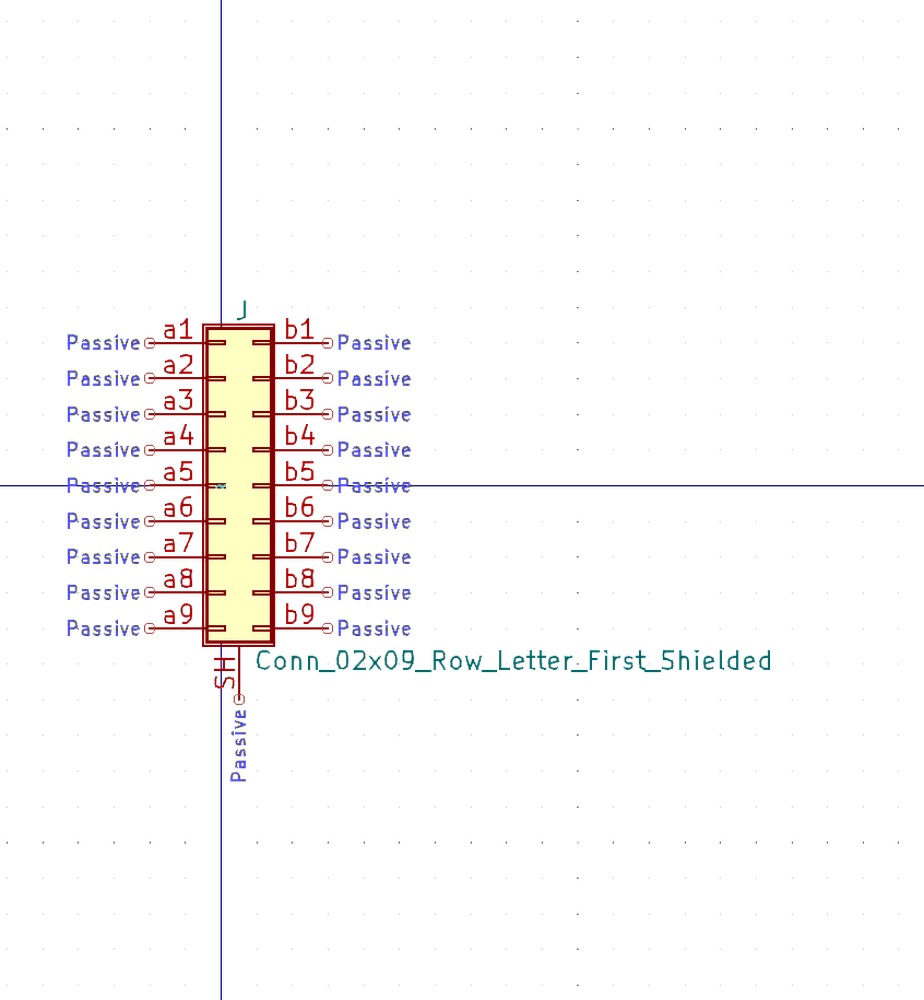 J
Passive a1 b1 Passive
Passive a2 b2 Passive
Passive a3 b3 Passive
Passive a4 b4 Passive
Passive a5 b5 Passive
Passive a6 b6 Passive
Passive a7 b7 Passive
Passive a8 b8 Passive
Passive a9 b9 Passive
SH
Conn_02x09_Row_Letter_First_Shielded
Passive